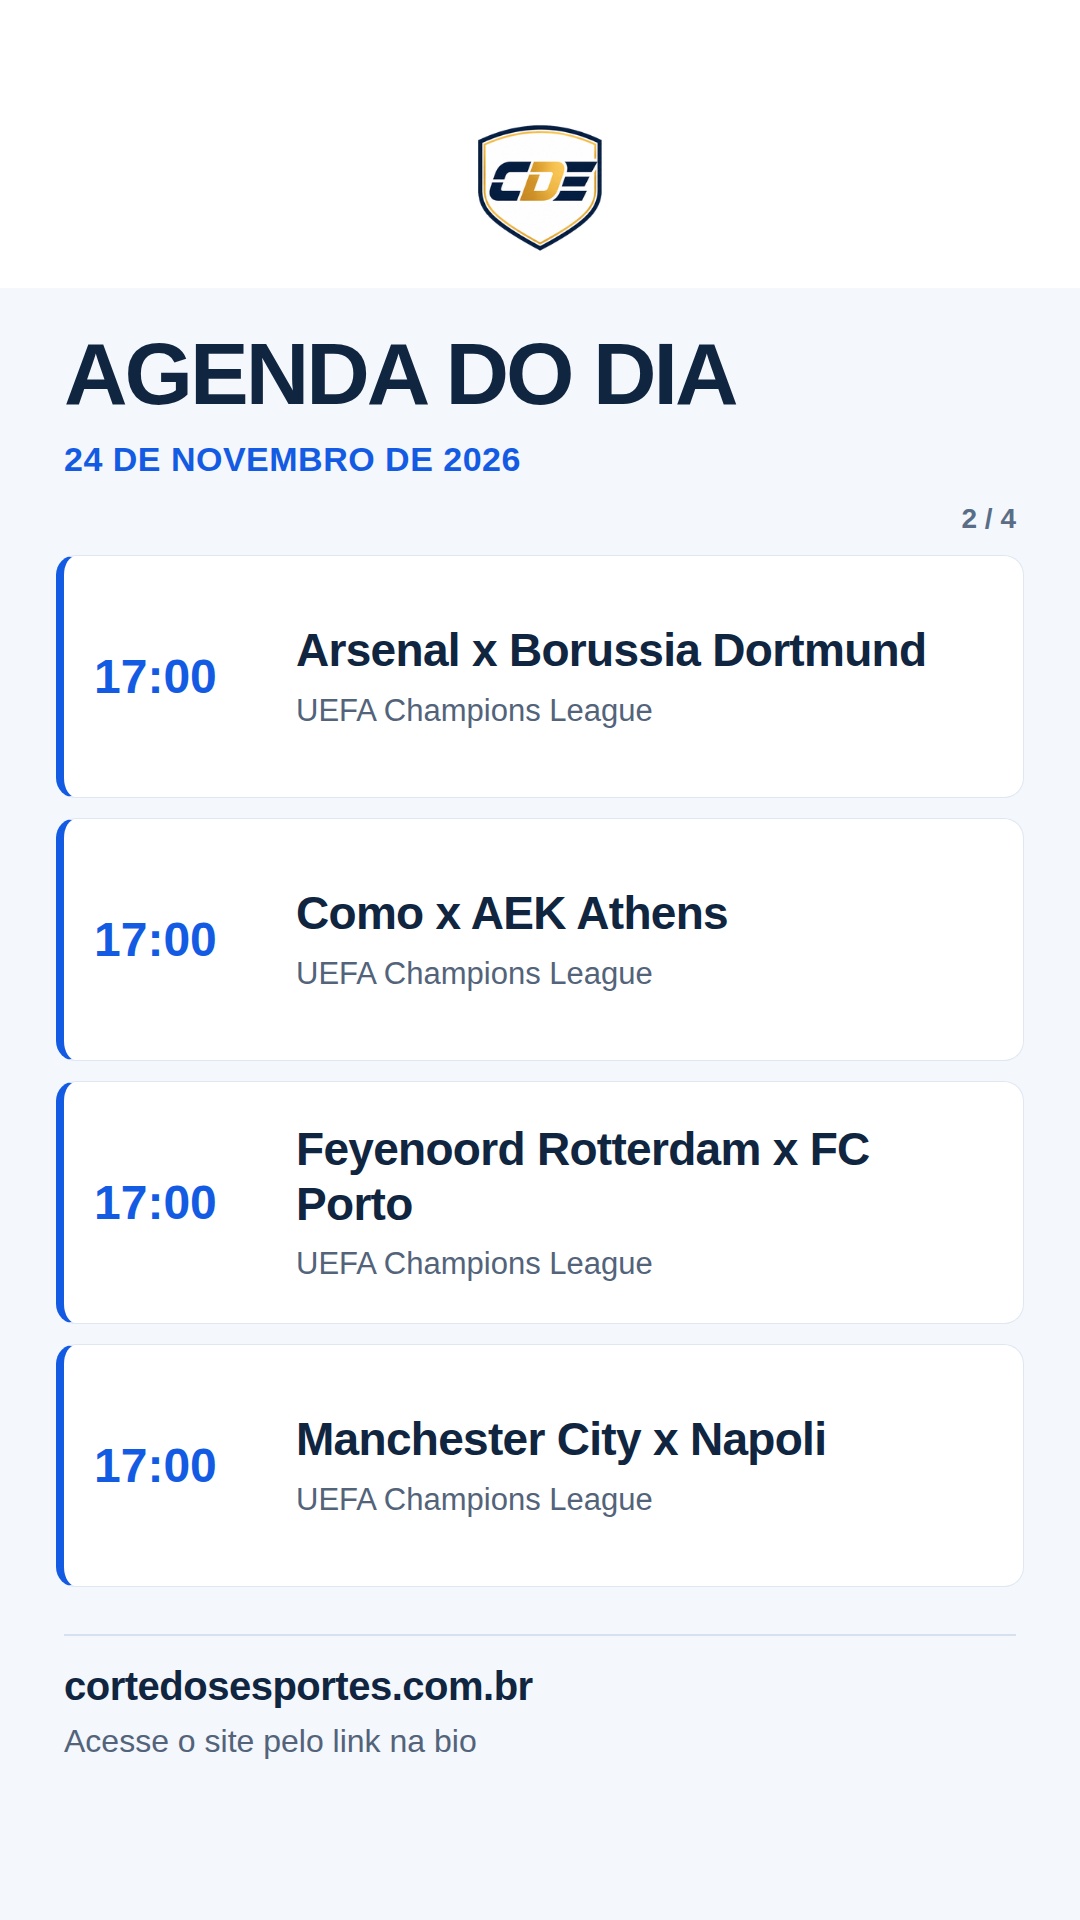 CDE
AGENDA DO DIA
24 DE NOVEMBRO DE 2026
2 / 4
17:00
Arsenal x Borussia Dortmund
UEFA Champions League
17:00
Como x AEK Athens
UEFA Champions League
17:00
Feyenoord Rotterdam x FC
Porto
UEFA Champions League
17:00
Manchester City x Napoli
UEFA Champions League
cortedosesportes.com.br
Acesse o site pelo link na bio